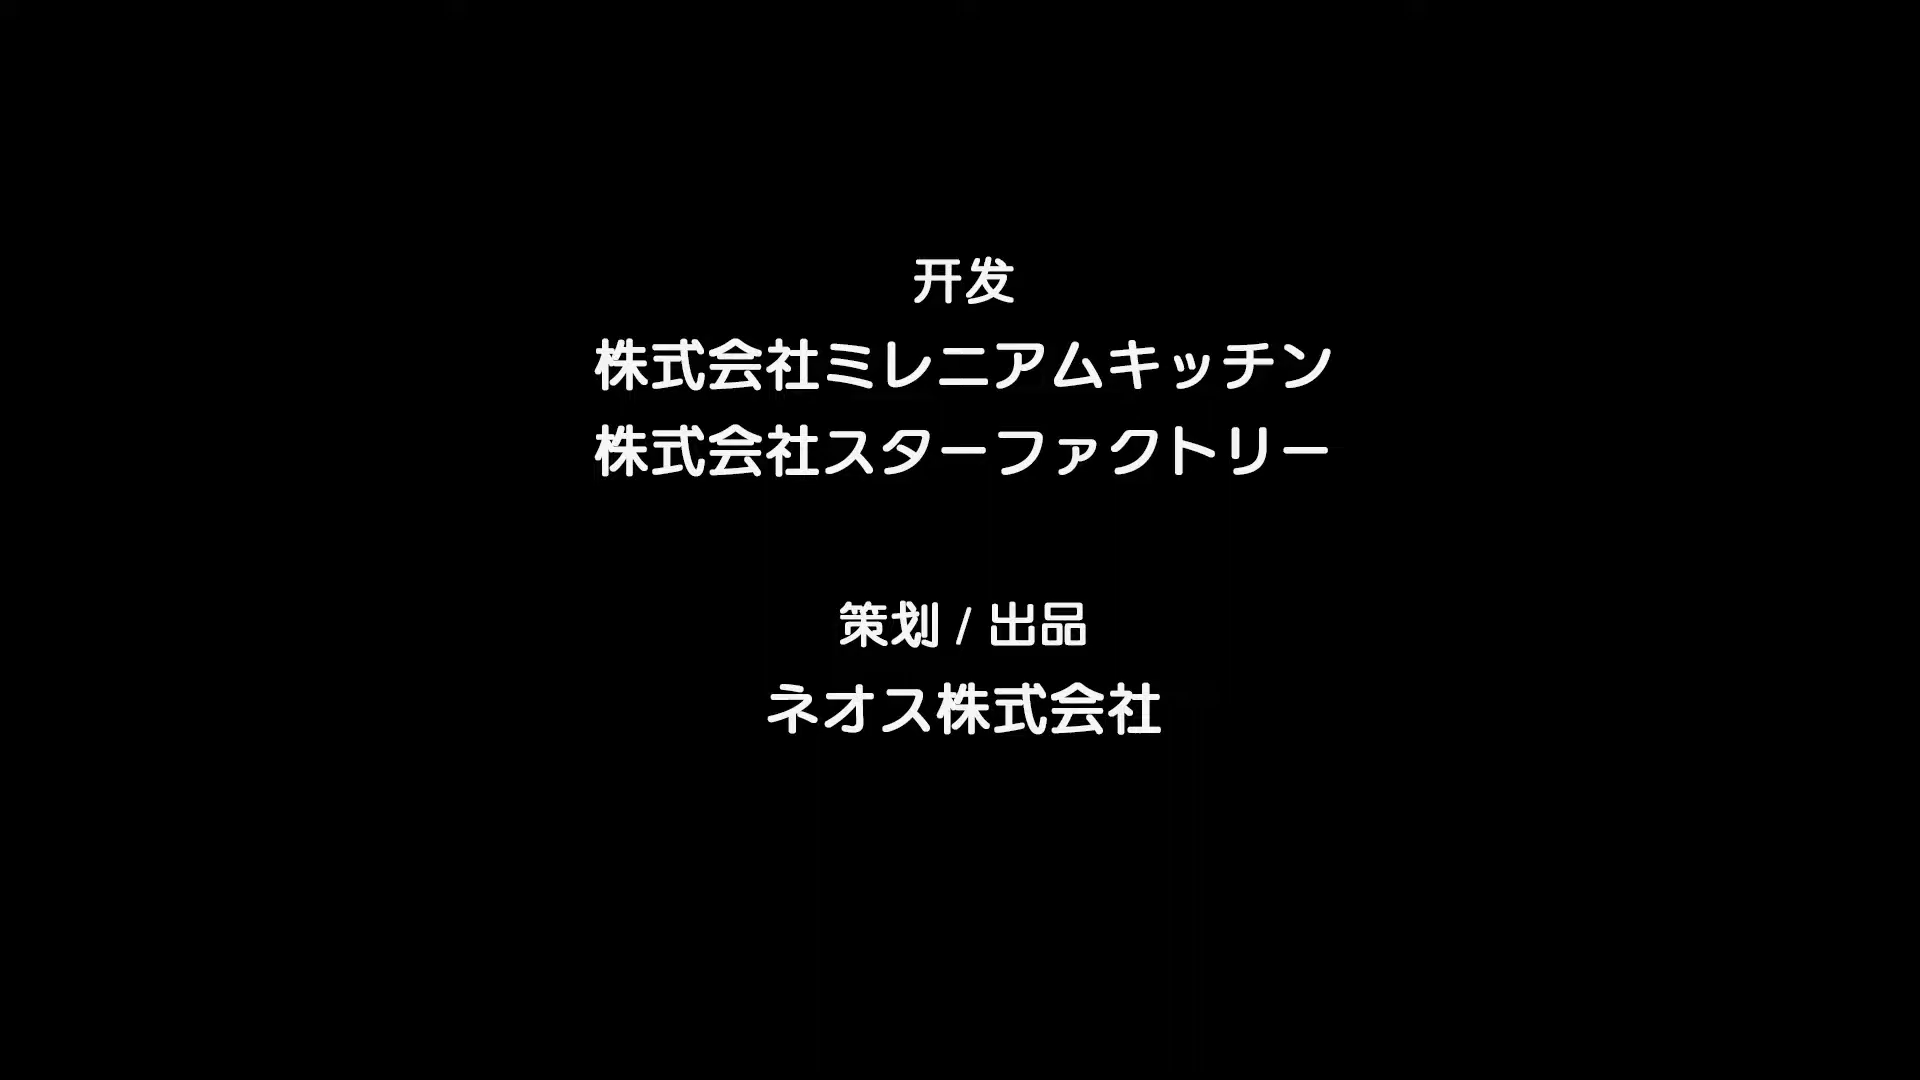 开发
株式会社ミレニアムキッチン
株式会社スターファクトリー
策划 / 出品
ネオス株式会社